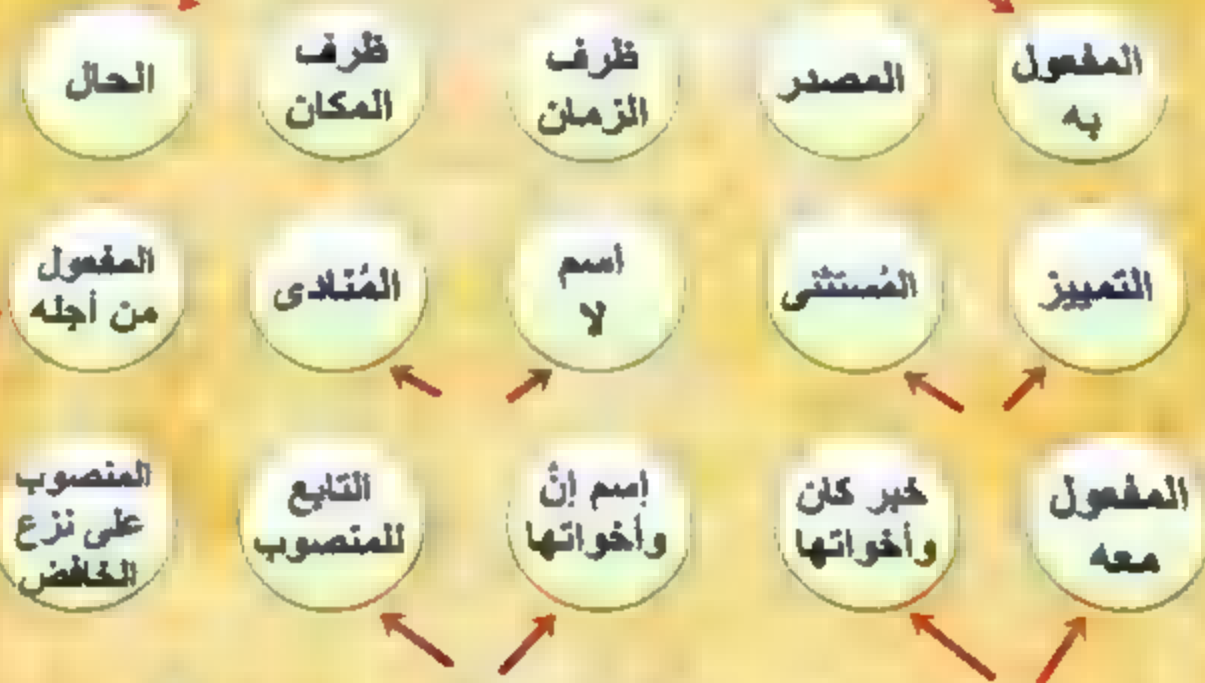 المفعول
به
المصدر
ظرف
الزمان
ظرف
المكان
الحال
التمييز
المُستثنى
أسم
لا
المُنادى
المفعول
من أجله
المفعول
معه
خبر كان
وأخواتها
إسم إنَّ
وأخواتها
التابع
للمنصوب
المنصوب
على نزع
الخافض